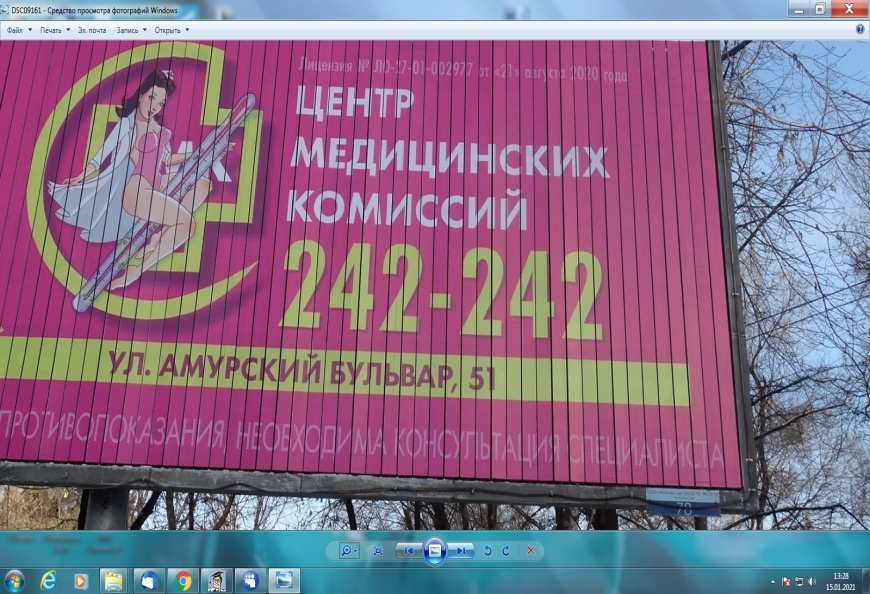 DSC09161 - Средство просмотра фотографий Windows
Файл Печать Эл. почта Запись Открыть
Лицензия № ЛО-27-01-002977 от «21» августа 2020 года
ЦЕНТР
МЕДИЦИНСКИХ
КОМИССИЙ
242-242
УЛ. АМУРСКИЙ БУЛЬВАР, 51
ПРОТИВОПОКАЗАНИЯ, НЕОБХОДИМА КОНСУЛЬТАЦИЯ СПЕЦИАЛИСТА
78
13:28
15.01.2021